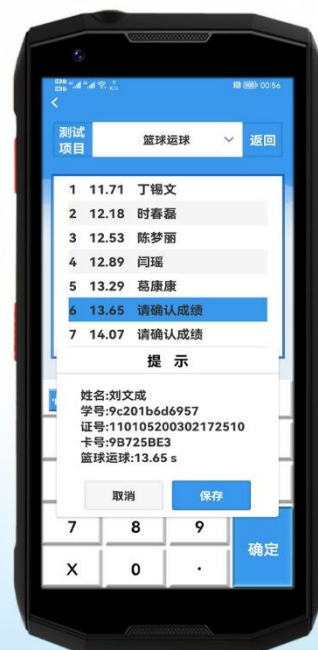 00:56
测试项目
篮球运球
返回
1 11.71 丁锡文
2 12.18 时春磊
3 12.53 陈梦丽
4 12.89 闫瑶
5 13.29 葛康康
6 13.65 请确认成绩
7 14.07 请确认成绩
提 示
姓名:刘文成
学号:9c201b6d6957
证号:110105200302172510
卡号:9B725BE3
篮球运球:13.65 s
取消 保存
7 8 9
确定
X 0 ·